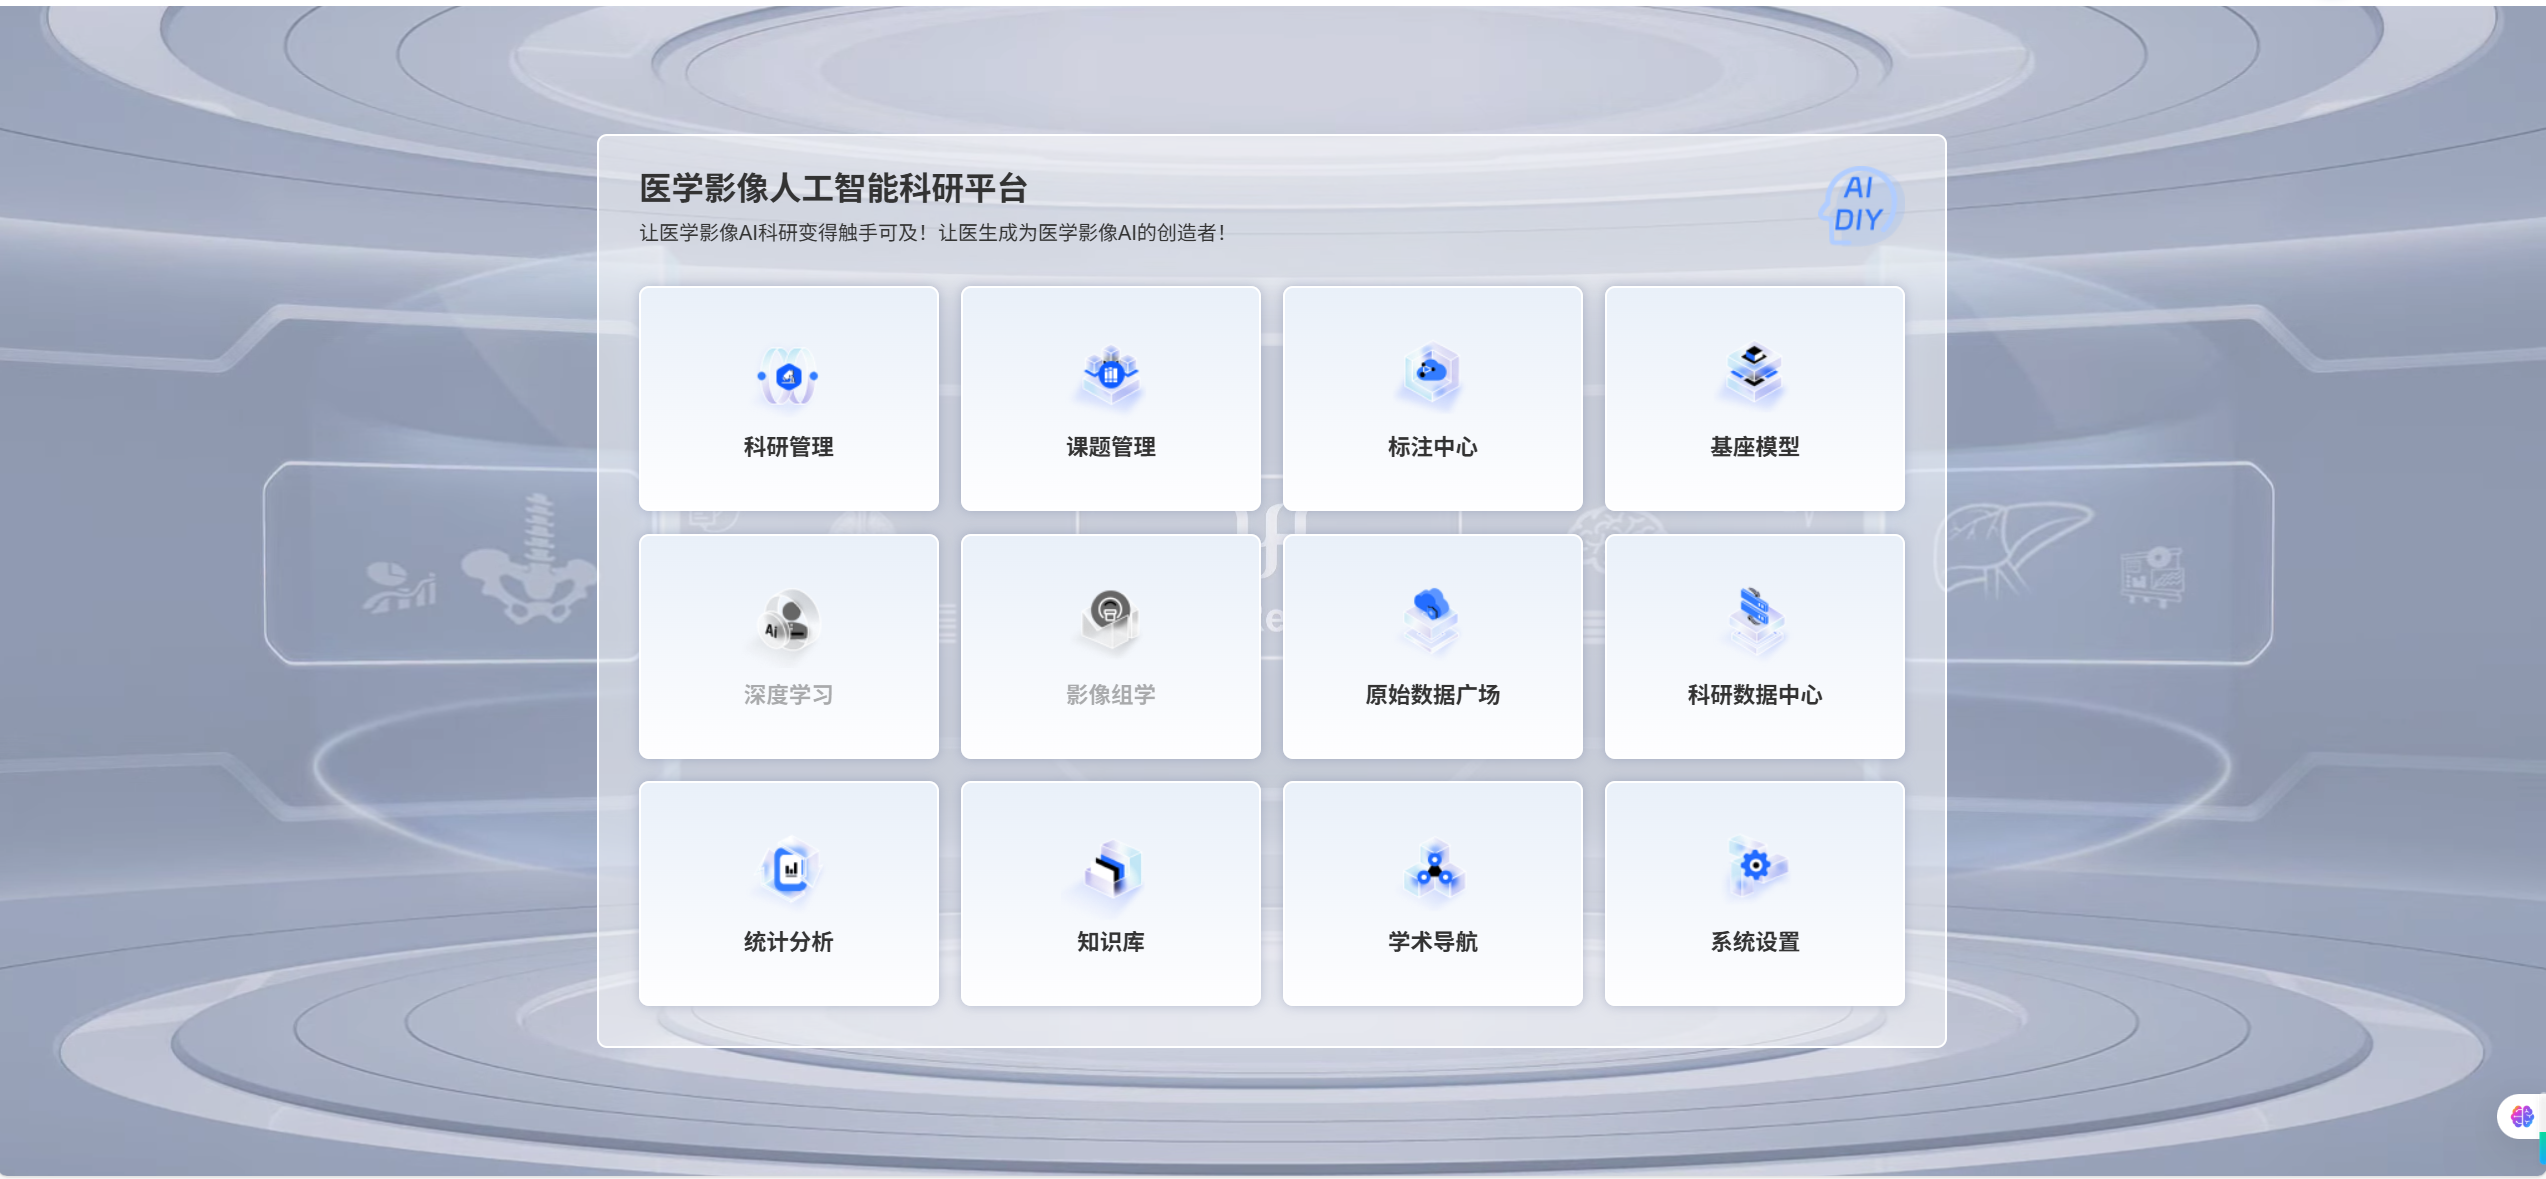 医学影像人工智能科研平台
让医学影像AI科研变得触手可及！让医生成为医学影像AI的创造者！
AI
DIY
科研管理
课题管理
标注中心
基座模型
Ai
深度学习
影像组学
原始数据广场
科研数据中心
统计分析
知识库
学术导航
系统设置